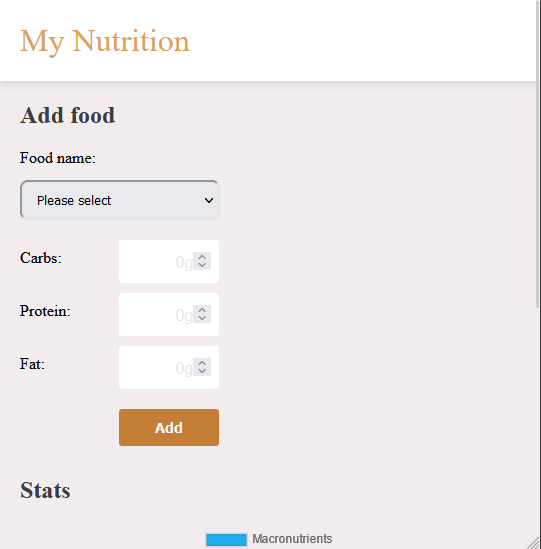 My Nutrition
Add food
Food name:
Please select
Carbs: 0g
Protein: 0g
Fat: 0g
Add
Stats
Macronutrients